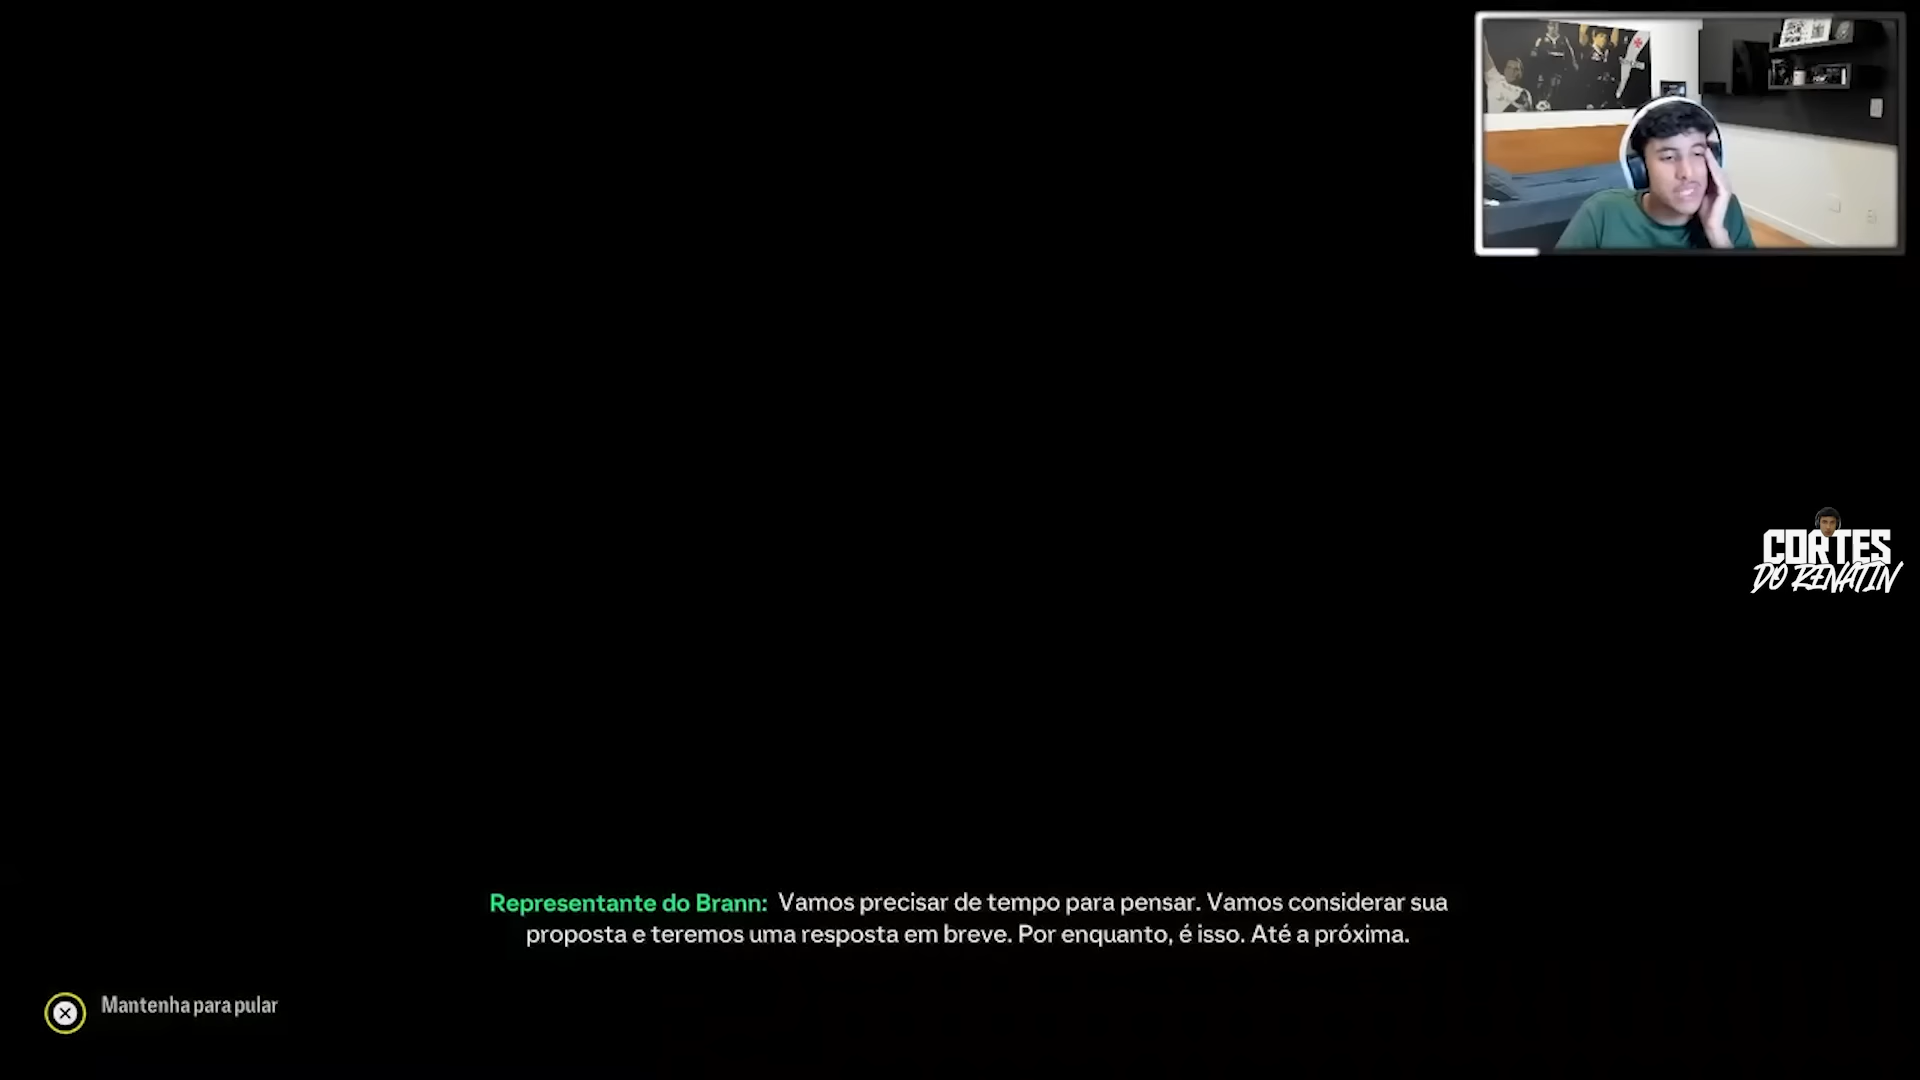 CORTES
DO RENATIN
Representante do Brann: Vamos precisar de tempo para pensar. Vamos considerar sua
proposta e teremos uma resposta em breve. Por enquanto, é isso. Até a próxima.
Mantenha para pular